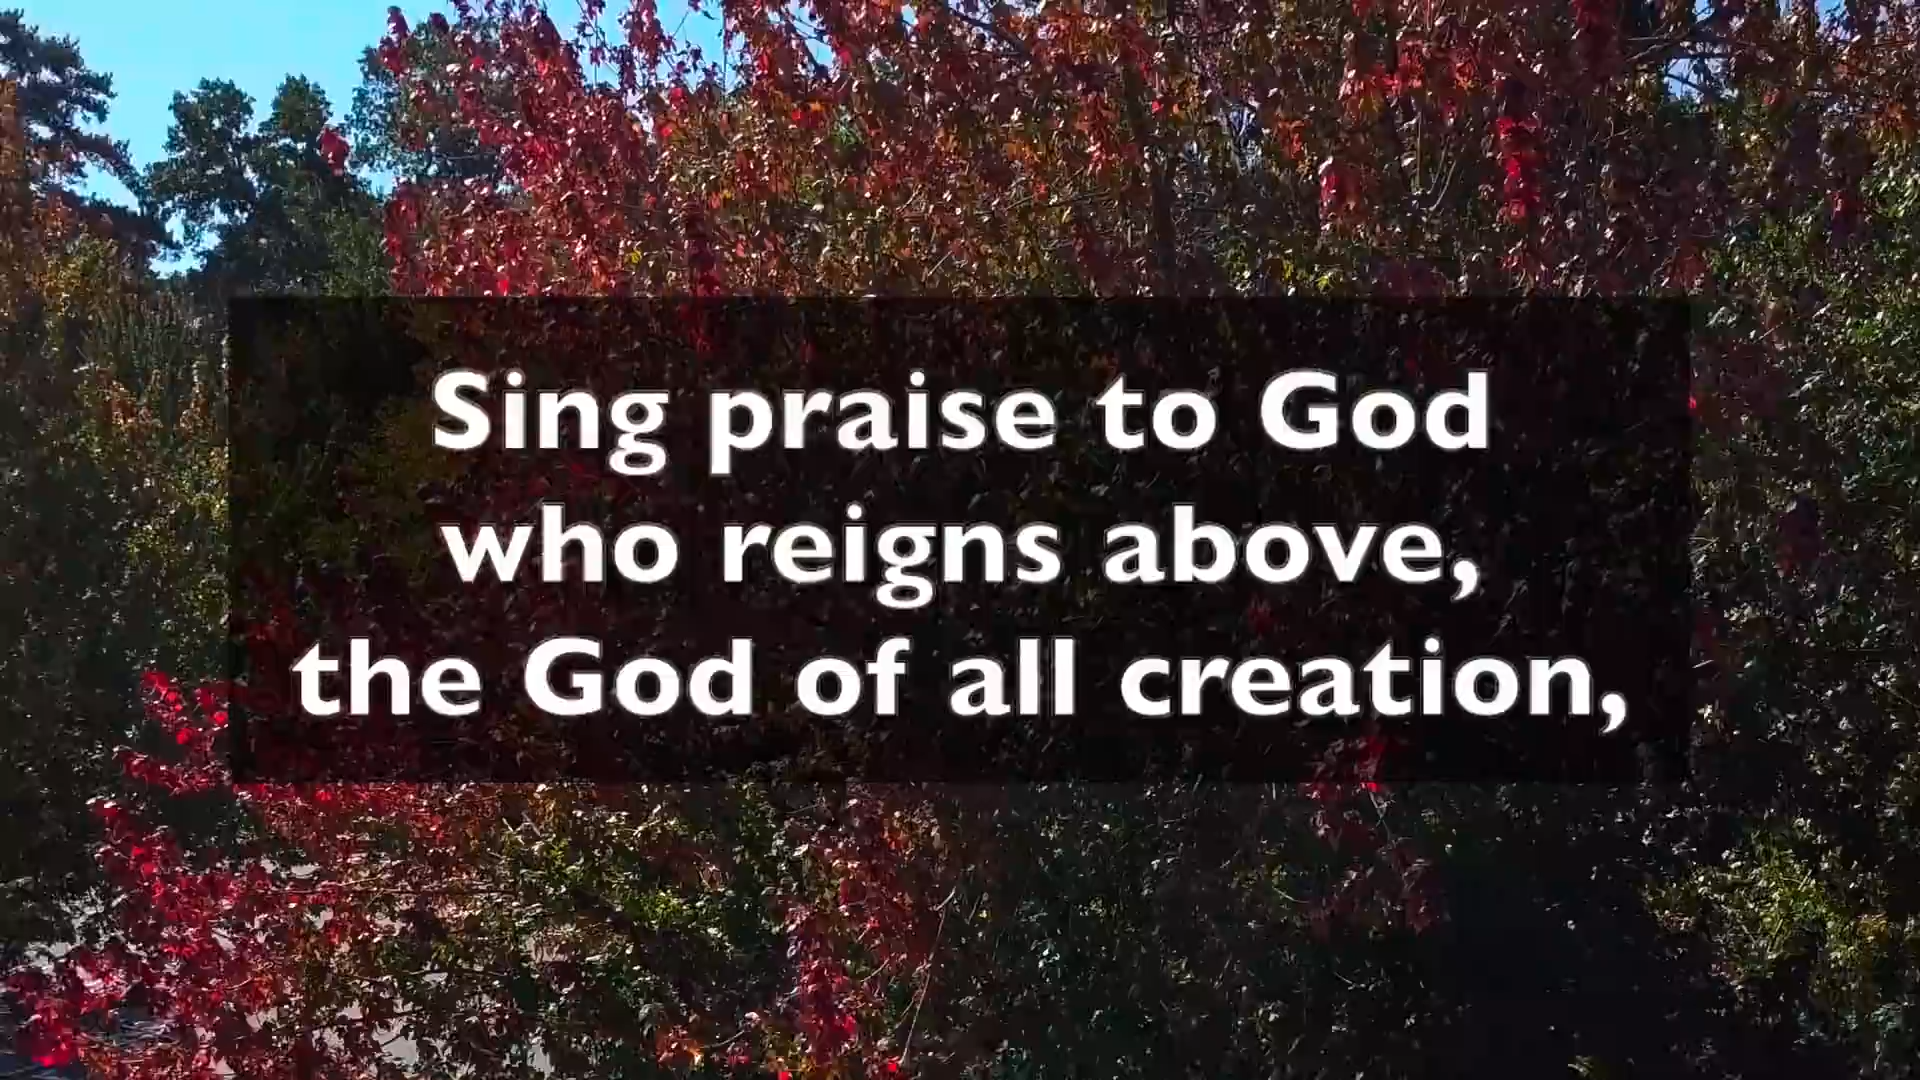 Sing praise to God
who reigns above,
the God of all creation,